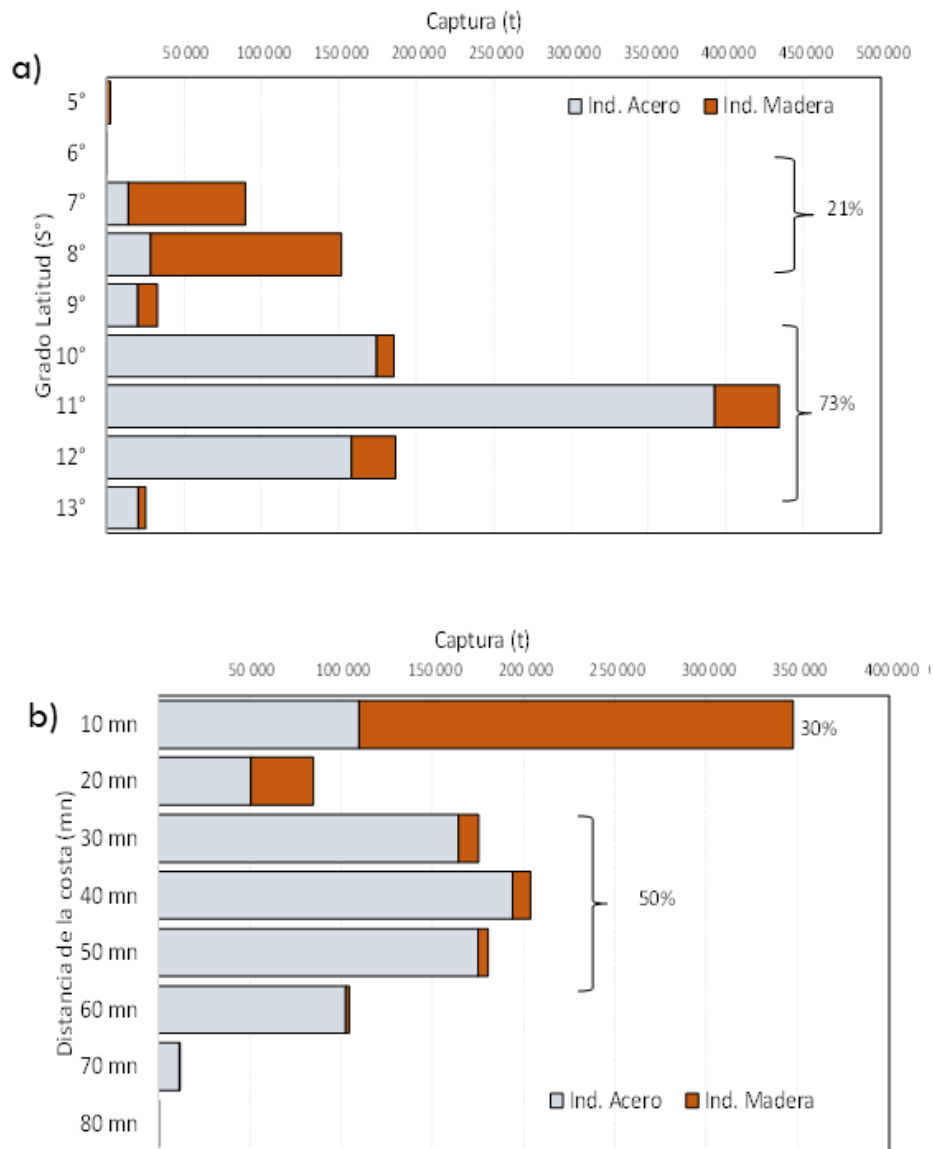 Captura (t)
50 000 100 000 150 000 200 000 250 000 300 000 350 000 400 000 450 000 500 000
a)
Ind. Acero Ind. Madera
Grado Latitud (S°)
5°
6°
7°
8°
9°
10°
11°
12°
13°
21%
73%
Captura (t)
50 000 100 000 150 000 200 000 250 000 300 000 350 000 400 000
b)
Distancia de la costa (mn)
10 mn
30%
20 mn
30 mn
40 mn
50%
50 mn
60 mn
70 mn
Ind. Acero Ind. Madera
80 mn